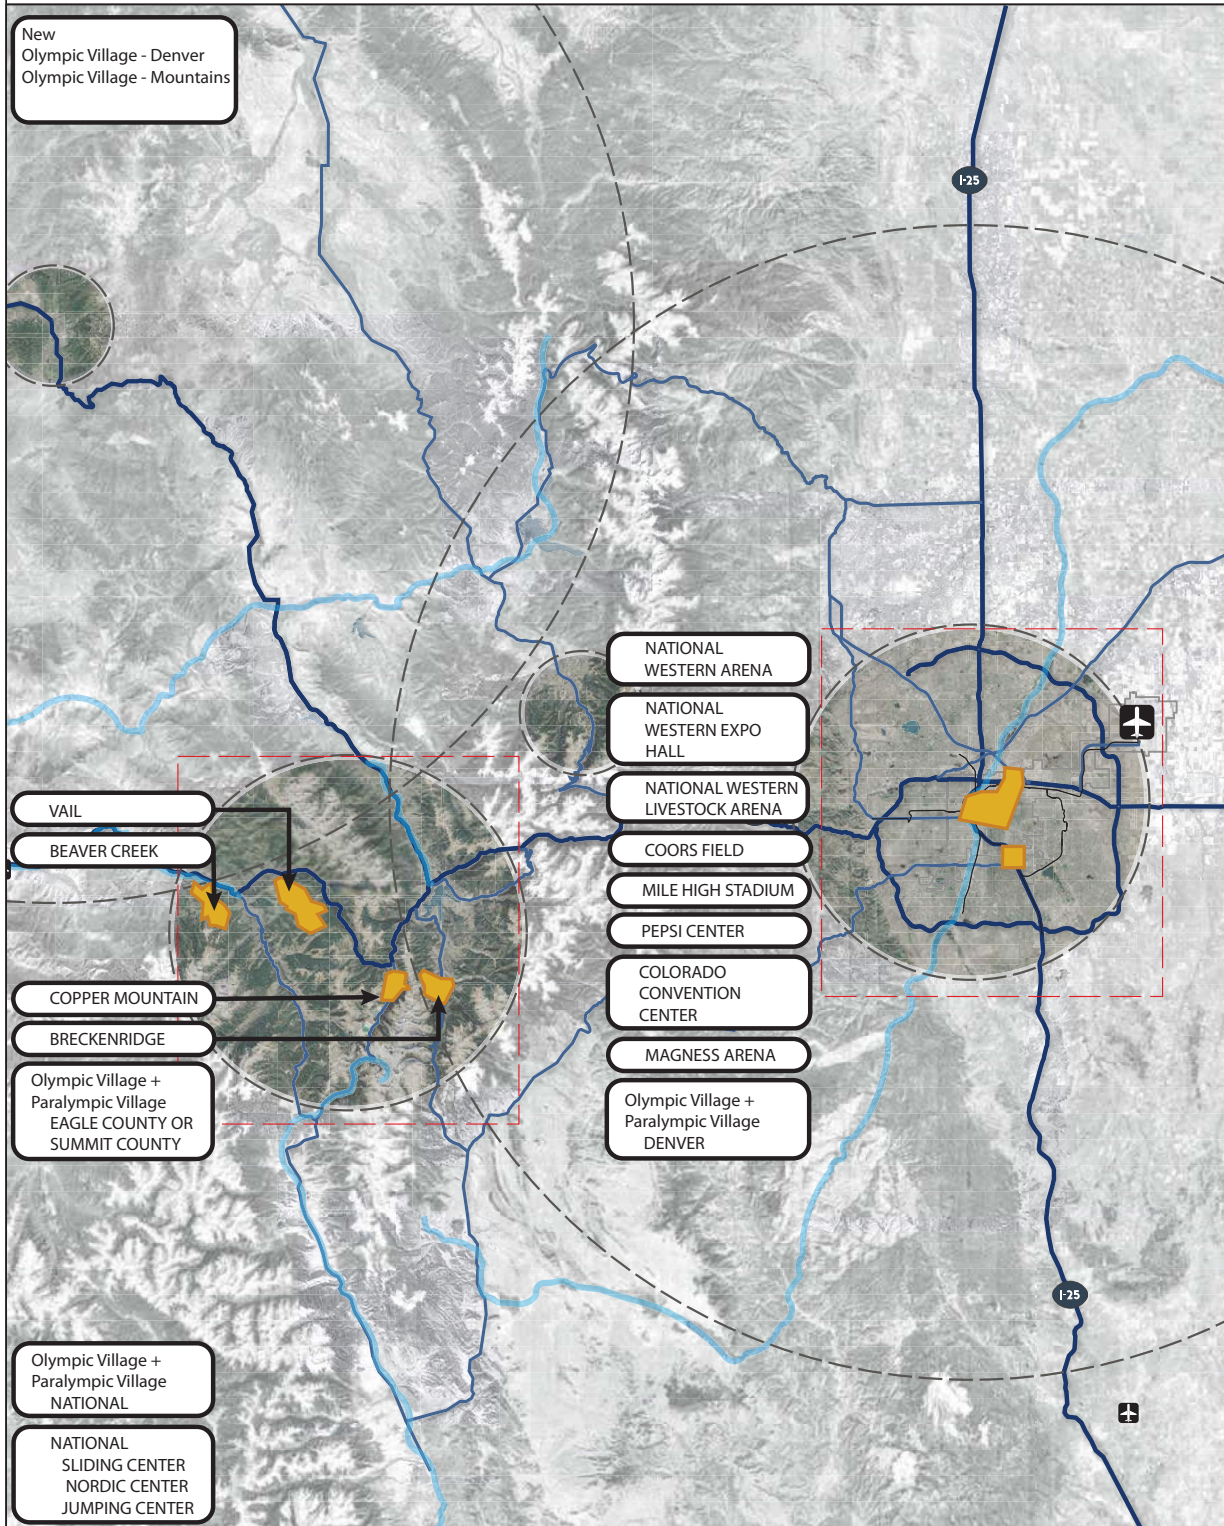 New
Olympic Village - Denver
Olympic Village - Mountains
I-25
NATIONAL
WESTERN ARENA
NATIONAL
WESTERN EXPO
HALL
NATIONAL WESTERN
LIVESTOCK ARENA
COORS FIELD
MILE HIGH STADIUM
PEPSI CENTER
COLORADO
CONVENTION
CENTER
MAGNESS ARENA
Olympic Village +
Paralympic Village
DENVER
VAIL
BEAVER CREEK
COPPER MOUNTAIN
BRECKENRIDGE
Olympic Village +
Paralympic Village
EAGLE COUNTY OR
SUMMIT COUNTY
I-25
Olympic Village +
Paralympic Village
NATIONAL
NATIONAL
SLIDING CENTER
NORDIC CENTER
JUMPING CENTER